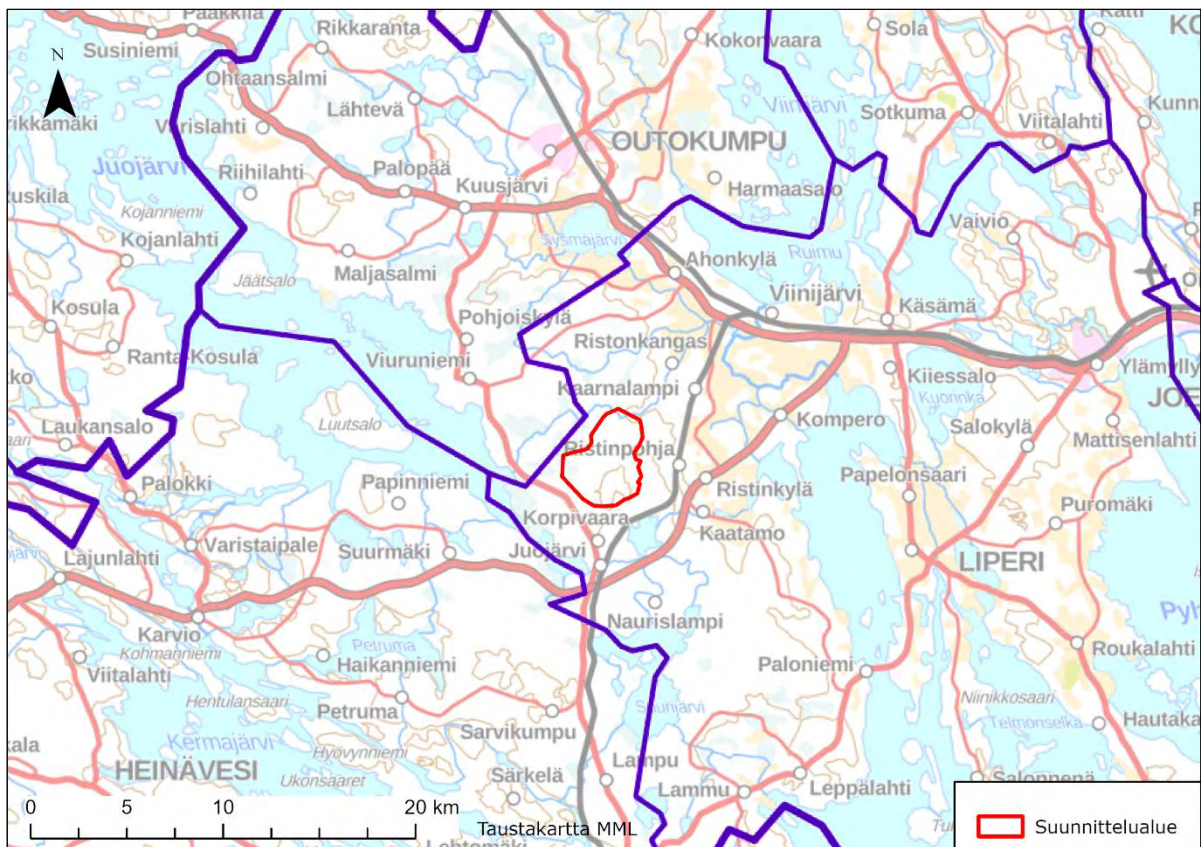 Susiniemi
Rikkaranta
Kokonvaara
Sola
Ohtaansalmi
N
Lähtevä
Viinijärvi
Sotkuma
Kunn
rikkamäki
Varislahti
OUTOKUMPU
Viitalahti
Juojärvi
Riihilahti
Palopää
Kuusjärvi
Harmaasalo
Ruskila
Kojanniemi
Vaivio
Kojanlahti
Maljasalmi
Sysmäjärvi
Ahonkylä
Ruimu
Jäätsalo
Viinijärvi
Käsämä
Kosula
Pohjoiskylä
Ristonkangas
Ranta-Kosula
Viuruniemi
Kaarnalampi
Kiiessalo
Ylämylly
Kyorinka
JOE
Laukansalo
Luutsalo
Kompero
Salokylä
Mattisenlahti
Ristinpohja
Palokki
Papinniemi
Ristinkylä
Papelonsaari
Puromäki
Korpivaara
Kaatamo
Varistaipale
Suurmäki
Juojärvi
LIPERI
Lajunlahti
Karvio
Naurislampi
Pyh
Kohmanniemi
Petruma
Viitalahti
Haikanniemi
Paloniemi
Roukalahti
Hentulansaari
Petruma
Niinikkosaari
Suurijärvi
Telmonselkä
Hautaka
Kermajärvi
Sarvikumpu
kala
Hyövynniemi
HEINÄVESI
Ukonsaaret
Särkelä
Lampu
Lammu
Leppälahti
0 5 10 20 km
Taustakartta MML
Suunnittelualue